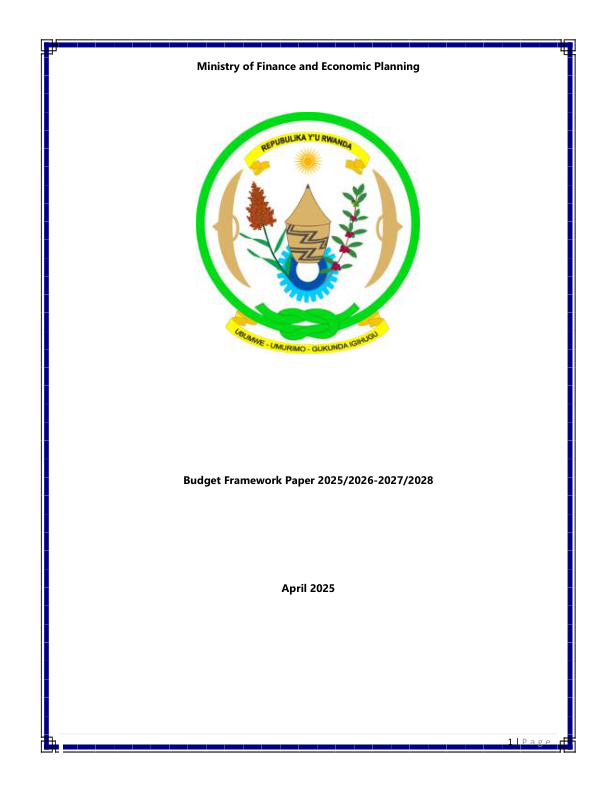 Ministry of Finance and Economic Planning
REPUBULIKA Y'U RWANDA
UBUMWE - UMURIMO - GUKUNDA IGIHUGU
Budget Framework Paper 2025/2026-2027/2028
April 2025
1 | Page